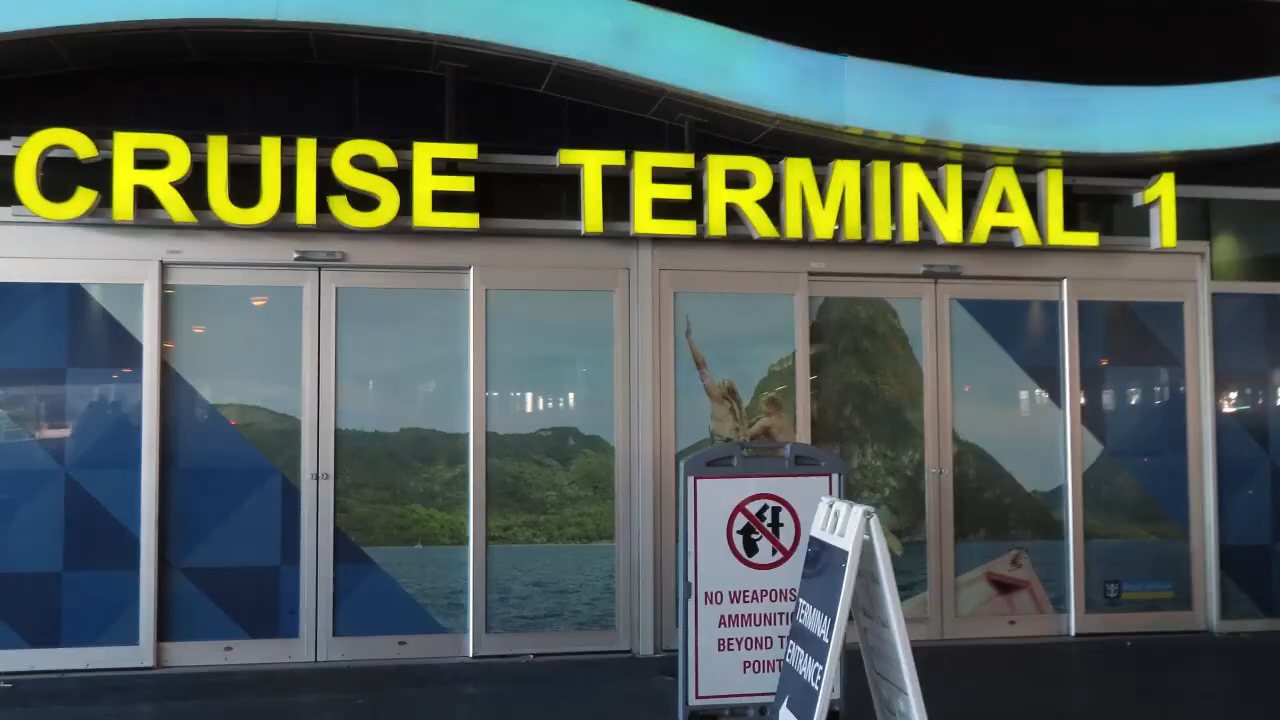 CRUISE TERMINAL 1
NO WEAPONS
AMMUNITI
BEYOND T
POINT
TERMINAL
ENTRANCE